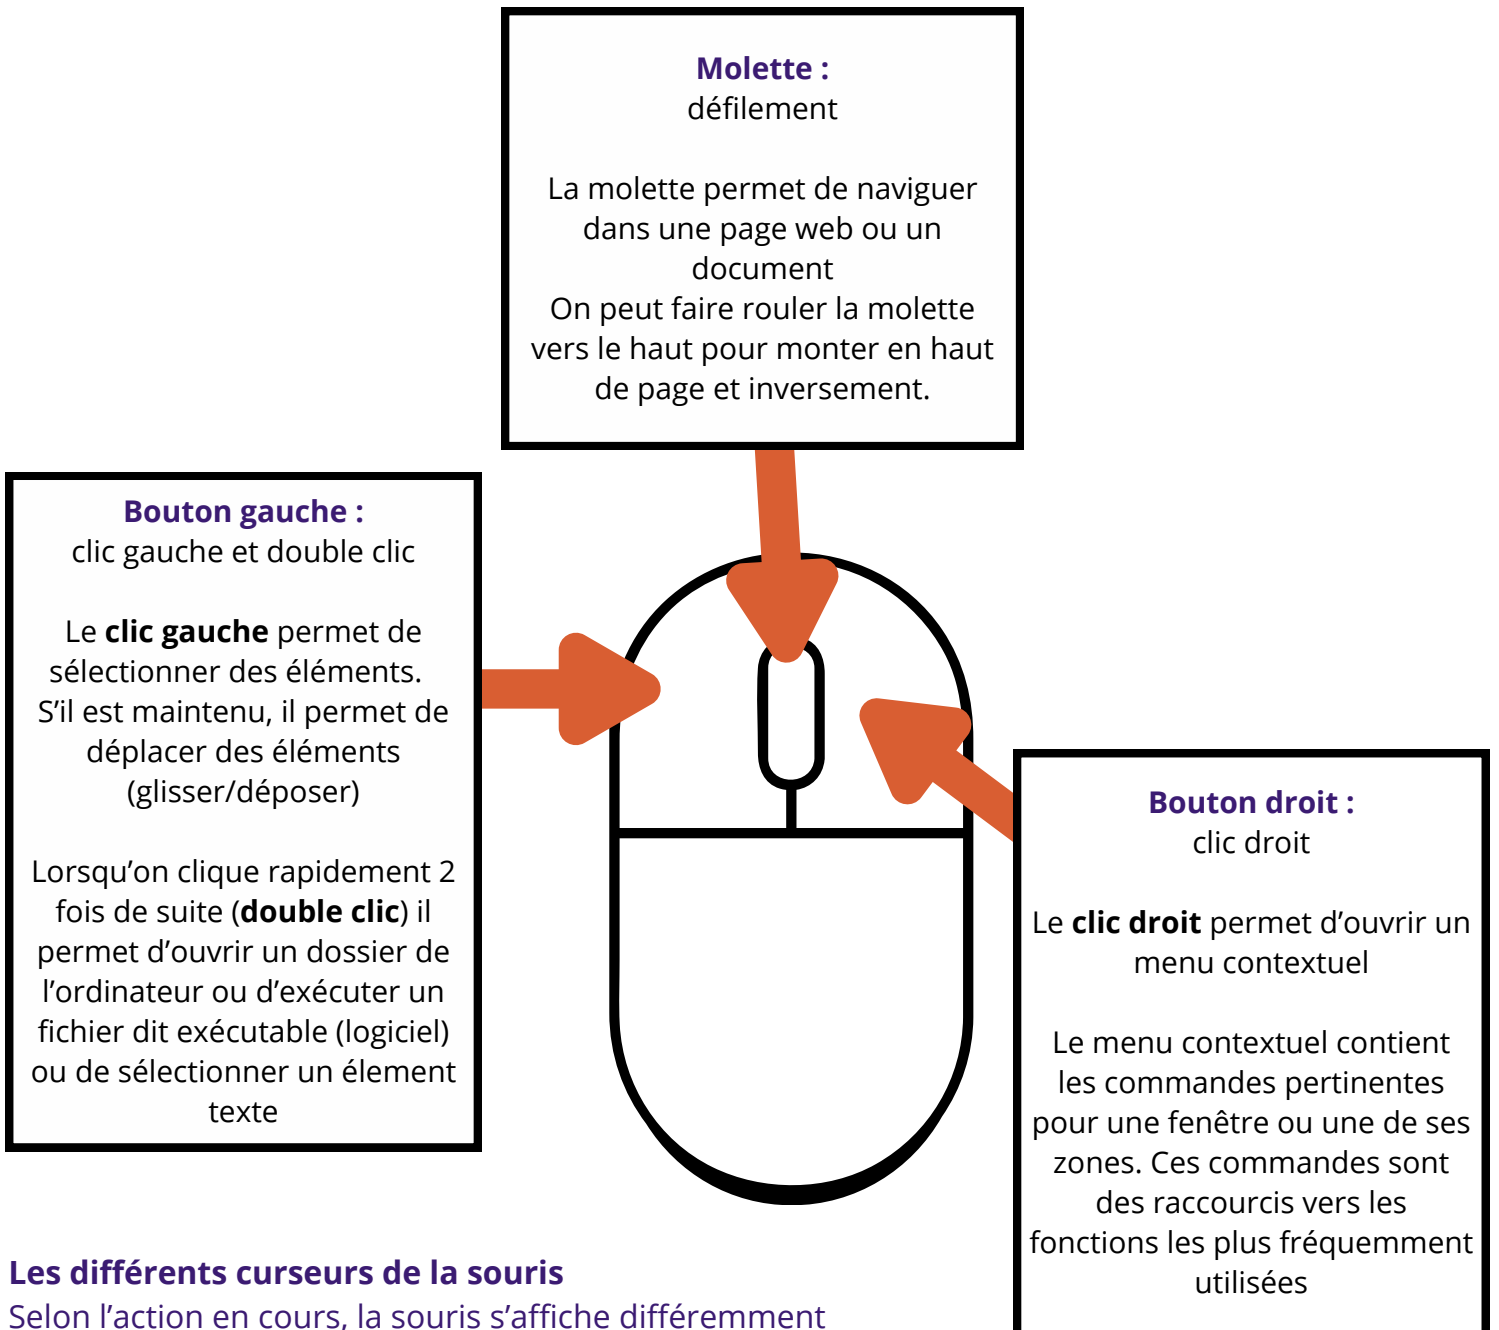 Molette :
défilement
La molette permet de naviguer
dans une page web ou un
document
On peut faire rouler la molette
vers le haut pour monter en haut
de page et inversement.
Bouton gauche :
clic gauche et double clic
Le clic gauche permet de
sélectionner des éléments.
S’il est maintenu, il permet de
déplacer des éléments
(glisser/déposer)
Lorsqu’on clique rapidement 2
fois de suite (double clic) il
permet d’ouvrir un dossier de
l’ordinateur ou d’exécuter un
fichier dit exécutable (logiciel)
ou de sélectionner un élement
texte
Bouton droit :
clic droit
Le clic droit permet d’ouvrir un
menu contextuel
Le menu contextuel contient
les commandes pertinentes
pour une fenêtre ou une de ses
zones. Ces commandes sont
des raccourcis vers les
fonctions les plus fréquemment
utilisées
Les différents curseurs de la souris
Selon l’action en cours, la souris s’affiche différemment